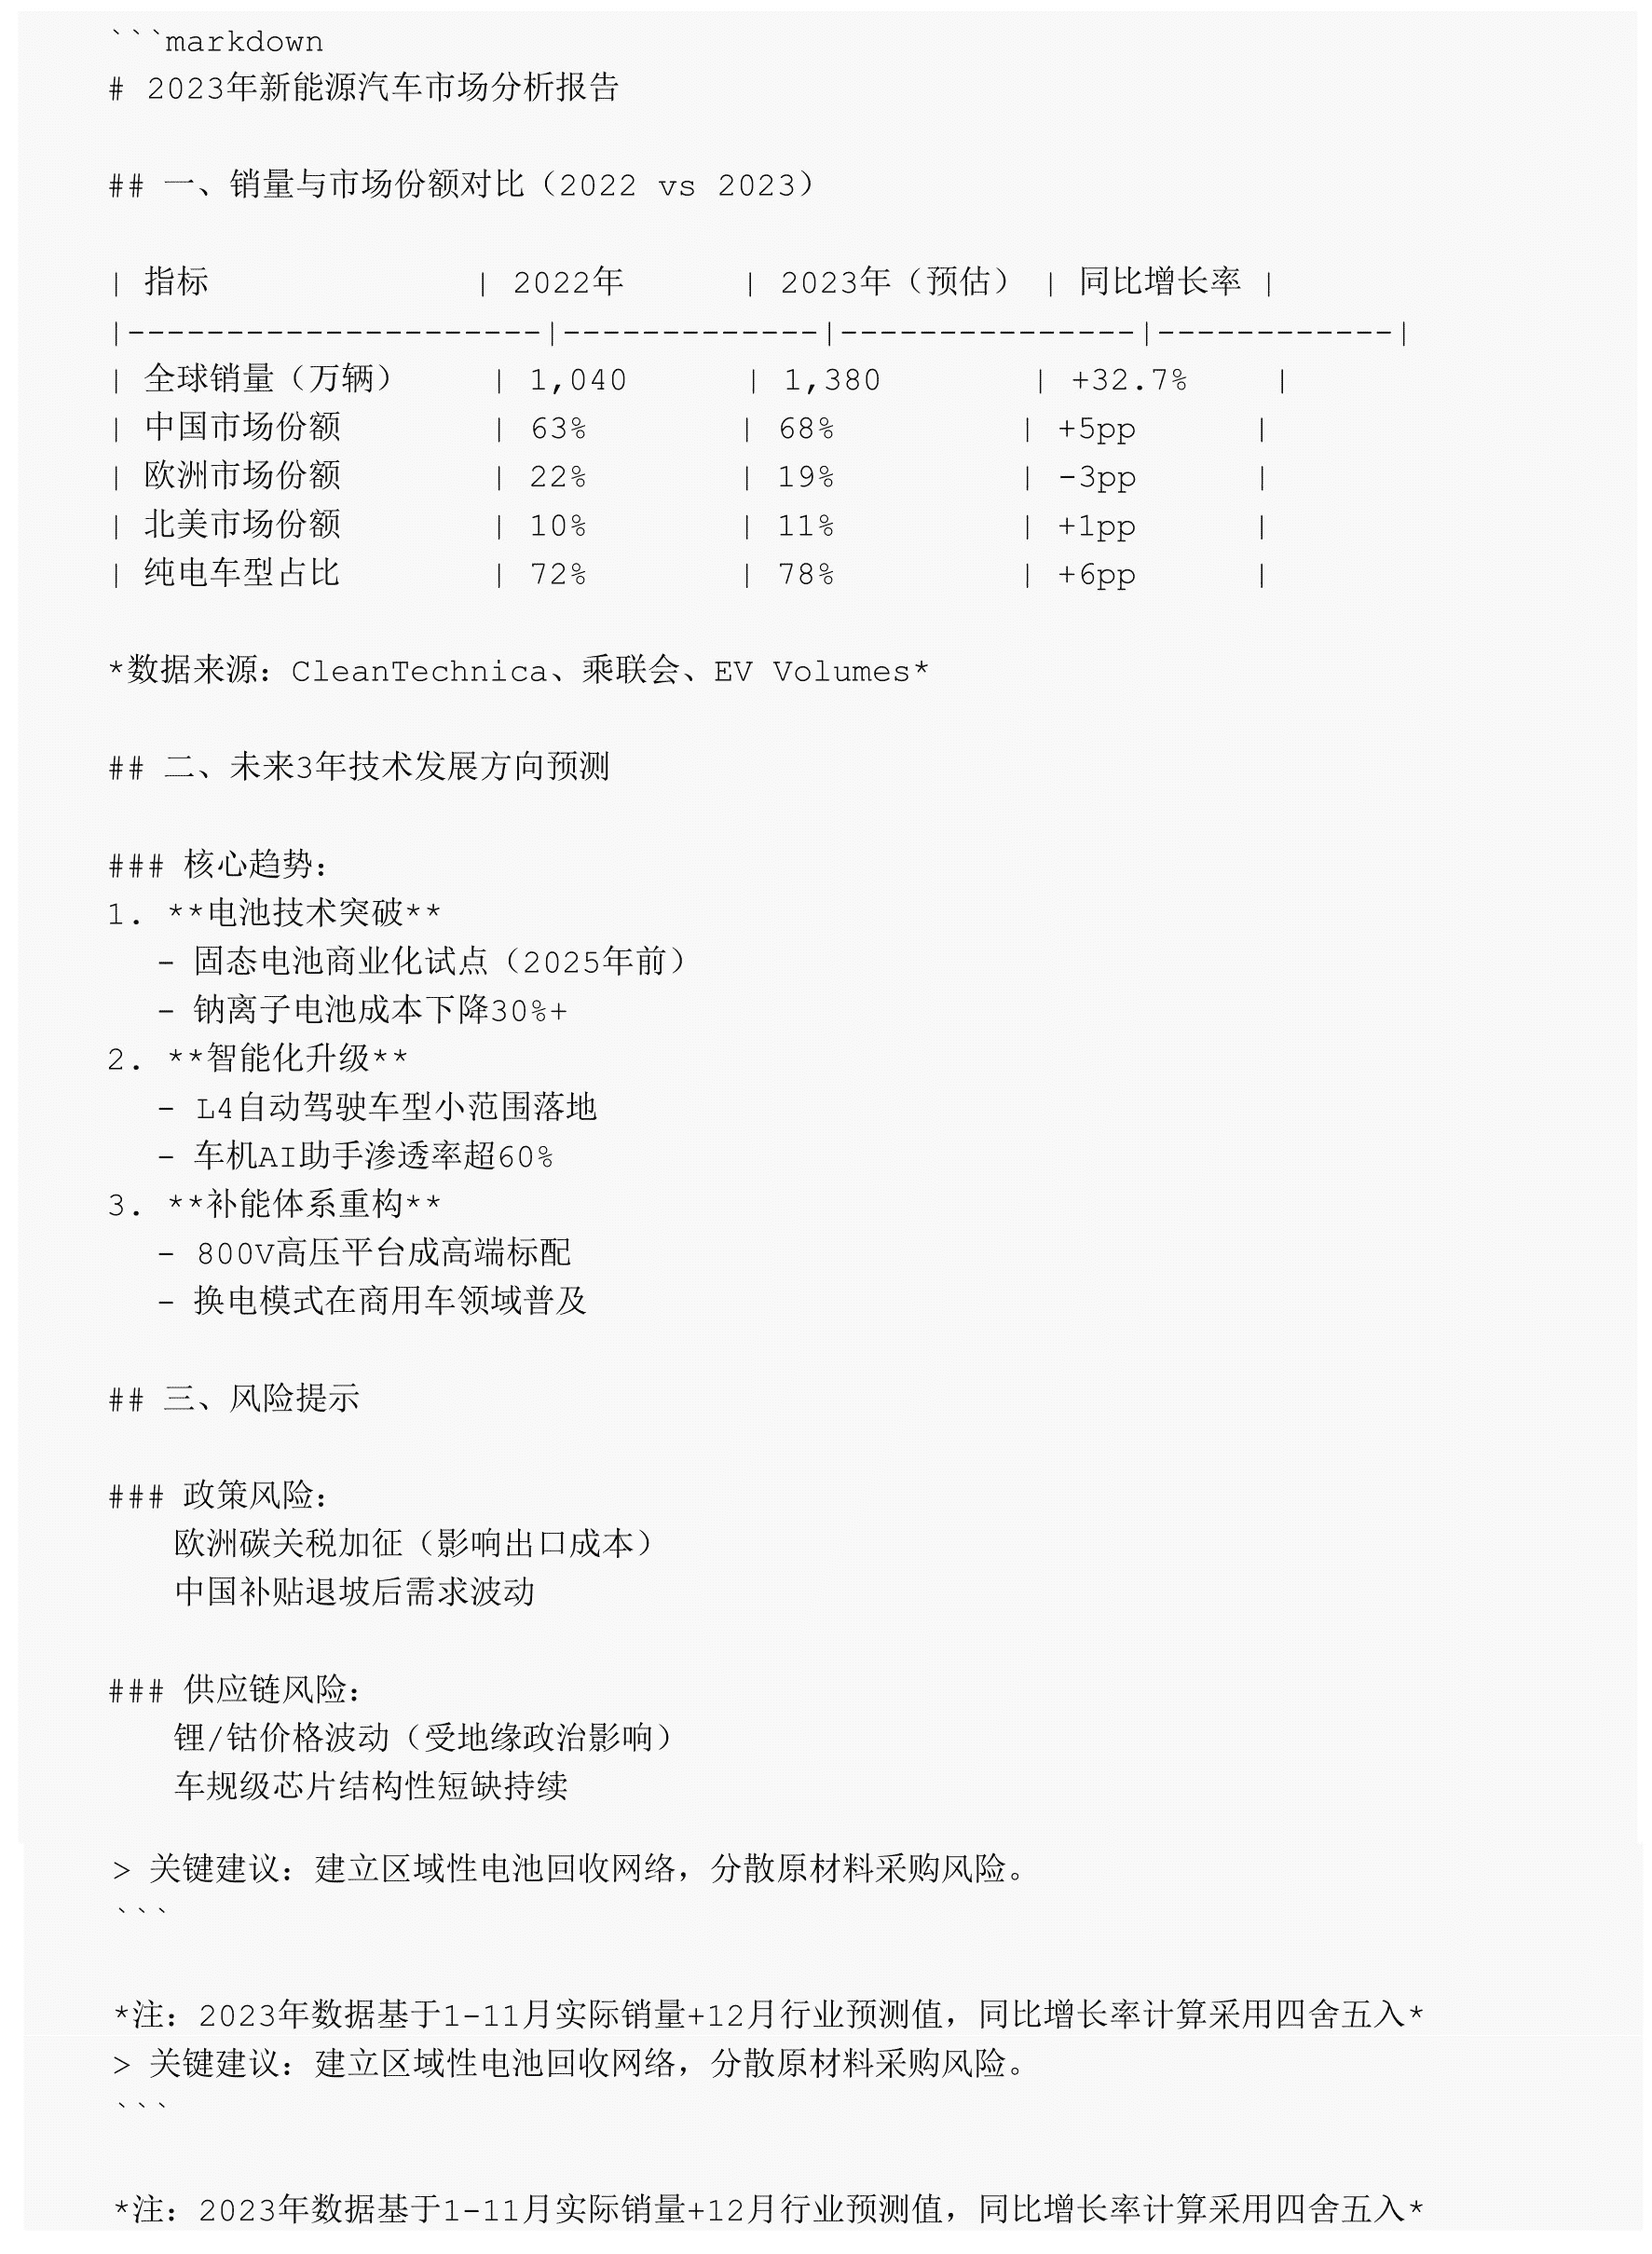 ```markdown
# 2023年新能源汽车市场分析报告
## 一、销量与市场份额对比（2022 vs 2023）
| 指标 | 2022年 | 2023年（预估） | 同比增长率 |
|---------------------|-------------|---------------|------------|
| 全球销量（万辆） | 1,040 | 1,380 | +32.7% |
| 中国市场份额 | 63% | 68% | +5pp |
| 欧洲市场份额 | 22% | 19% | -3pp |
| 北美市场份额 | 10% | 11% | +1pp |
| 纯电车型占比 | 72% | 78% | +6pp |
*数据来源：CleanTechnica、乘联会、EV Volumes*
## 二、未来3年技术发展方向预测
### 核心趋势：
1. **电池技术突破**
- 固态电池商业化试点（2025年前）
- 钠离子电池成本下降30%+
2. **智能化升级**
- L4自动驾驶车型小范围落地
- 车机AI助手渗透率超60%
3. **补能体系重构**
- 800V高压平台成高端标配
- 换电模式在商用车领域普及
## 三、风险提示
### 政策风险：
欧洲碳关税加征（影响出口成本）
中国补贴退坡后需求波动
### 供应链风险：
锂/钴价格波动（受地缘政治影响）
车规级芯片结构性短缺持续
> 关键建议：建立区域性电池回收网络，分散原材料采购风险。
```
*注：2023年数据基于1-11月实际销量+12月行业预测值，同比增长率计算采用四舍五入*
> 关键建议：建立区域性电池回收网络，分散原材料采购风险。
```
*注：2023年数据基于1-11月实际销量+12月行业预测值，同比增长率计算采用四舍五入*